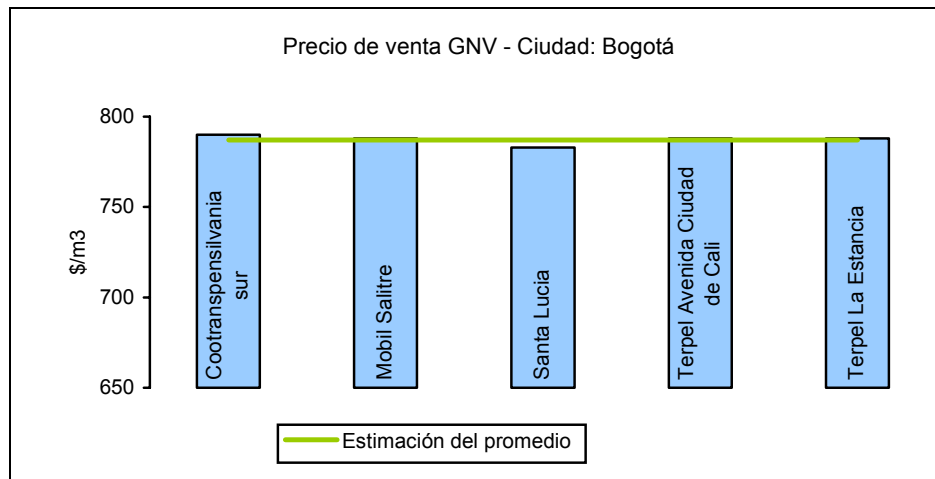 Precio de venta GNV - Ciudad: Bogotá
800
750
700
650
$/m3
Cootranspensilvania
sur
Mobil Salitre
Santa Lucia
Terpel Avenida Ciudad
de Cali
Terpel La Estancia
Estimación del promedio